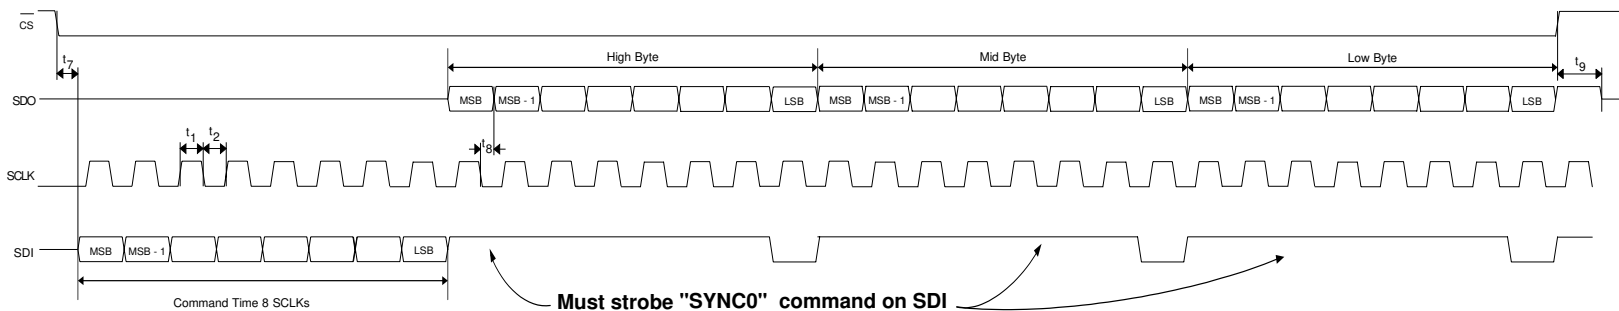 CS
t7
High Byte
Mid Byte
Low Byte
t9
SDO
MSB
MSB - 1
LSB
MSB
MSB - 1
LSB
MSB
MSB - 1
LSB
t1
t2
t8
SCLK
SDI
MSB
MSB - 1
LSB
Command Time 8 SCLKs
Must strobe "SYNC0" command on SDI